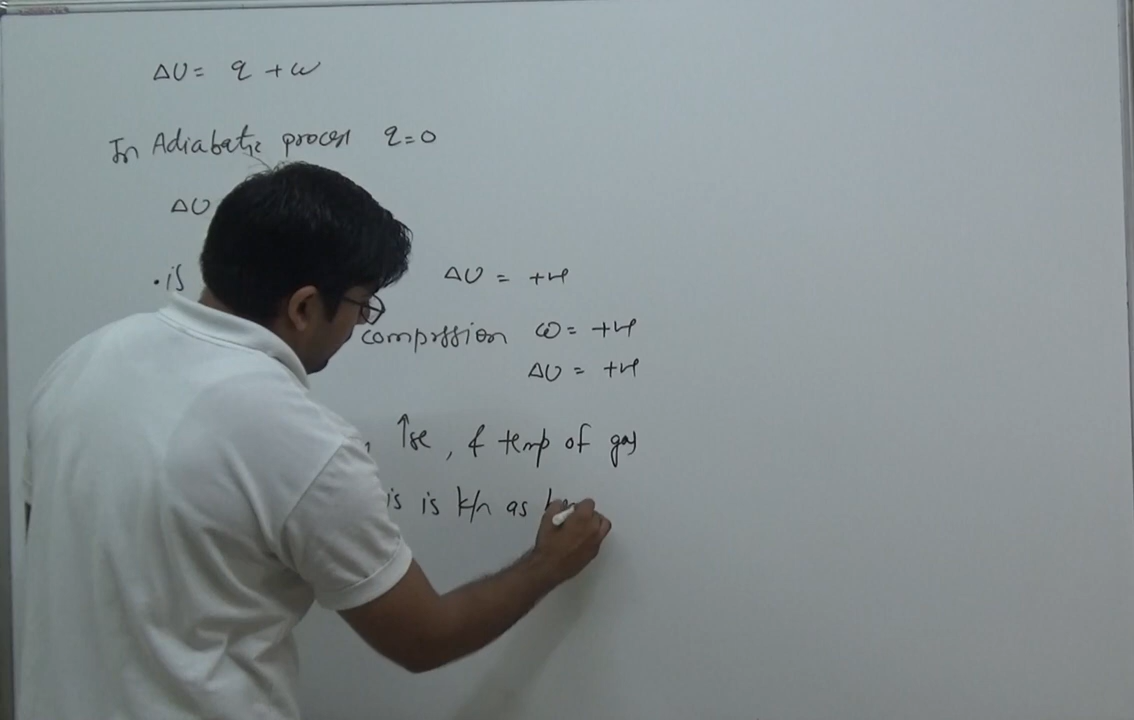 ΔU = q + w
In Adiabatic process q=0
ΔU
.is ΔU = +ve
compression w = +ve
ΔU = +ve
, ↑se, & temp of gas
is is k/n as